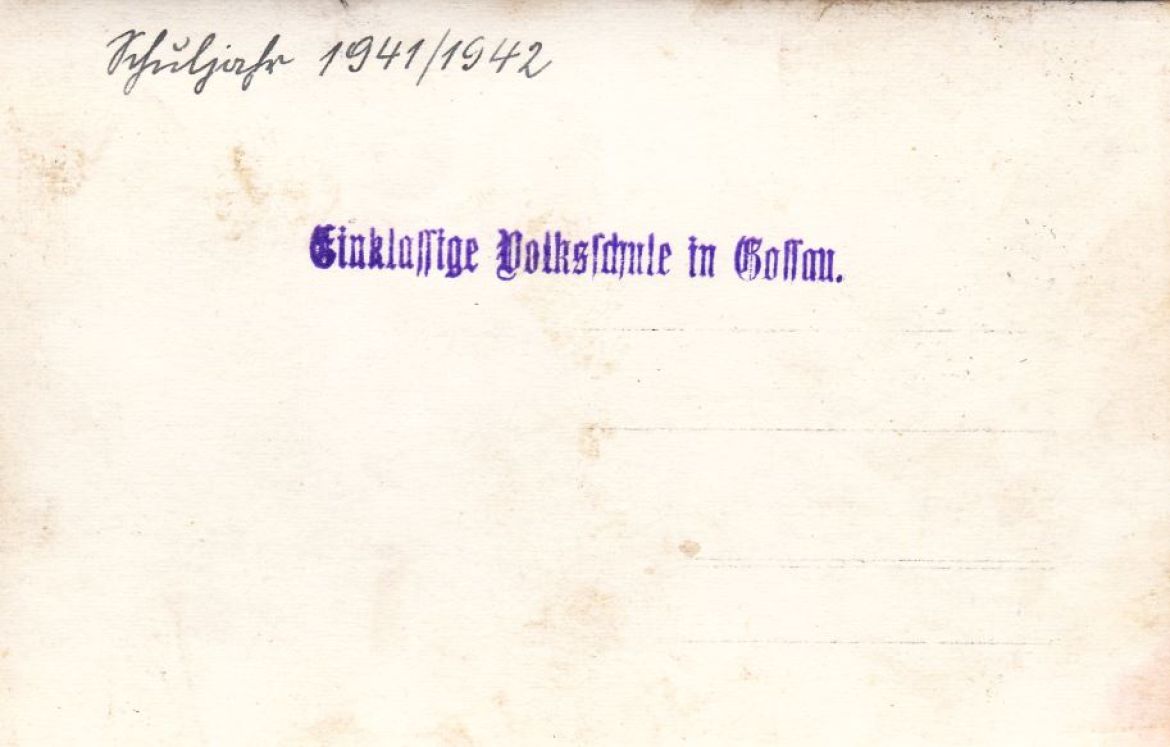 Schuljahr 1941/1942
Einklassige Volksschule in Gossau.